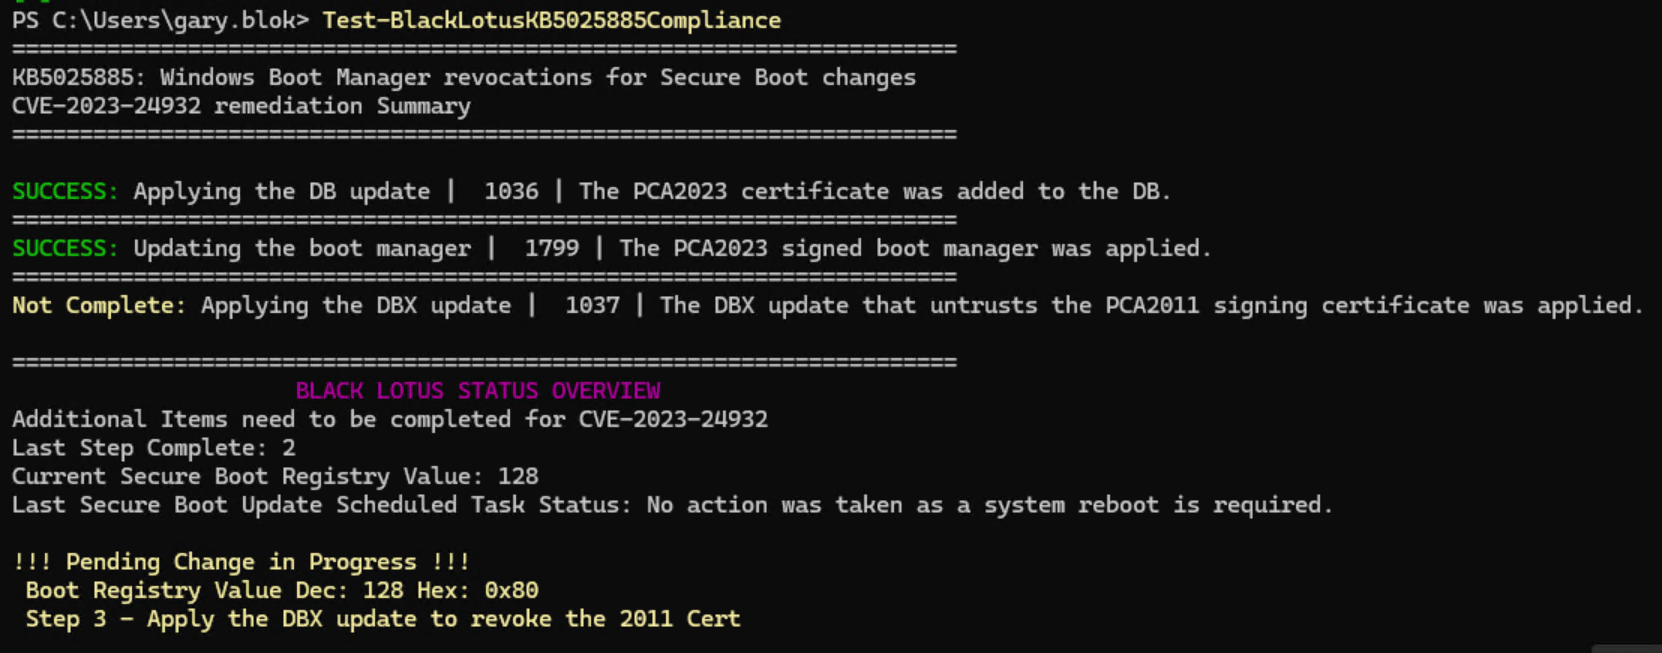 PS C:\Users\gary.blok> Test-BlackLotusKB5025885Compliance
======================================================================
KB5025885: Windows Boot Manager revocations for Secure Boot changes
CVE-2023-24932 remediation Summary
======================================================================
SUCCESS: Applying the DB update |  1036 | The PCA2023 certificate was added to the DB.
======================================================================
SUCCESS: Updating the boot manager |  1799 | The PCA2023 signed boot manager was applied.
======================================================================
Not Complete: Applying the DBX update |  1037 | The DBX update that untrusts the PCA2011 signing certificate was applied.
======================================================================
BLACK LOTUS STATUS OVERVIEW
Additional Items need to be completed for CVE-2023-24932
Last Step Complete: 2
Current Secure Boot Registry Value: 128
Last Secure Boot Update Scheduled Task Status: No action was taken as a system reboot is required.
!!! Pending Change in Progress !!!
Boot Registry Value Dec: 128 Hex: 0x80
Step 3 - Apply the DBX update to revoke the 2011 Cert